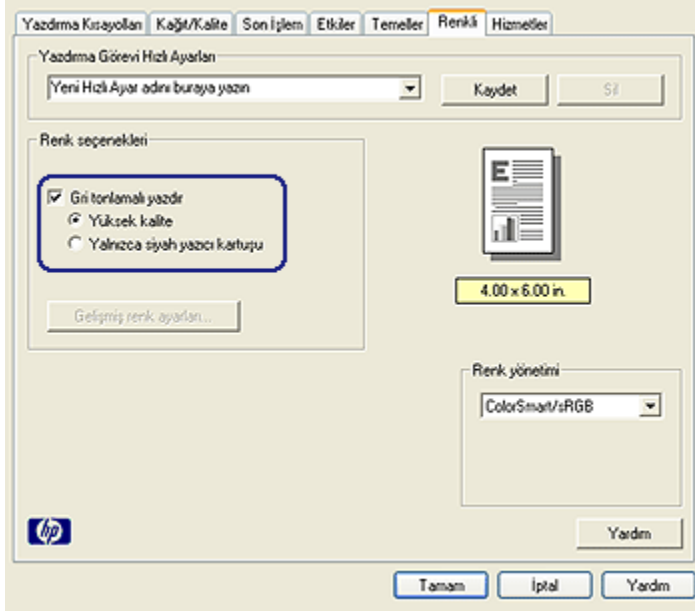 Yazdırma Kısayolları Kağıt/Kalite Son İşlem Etkiler Temeller Renkli Hizmetler
Yazdırma Görevi Hızlı Ayarları
Yeni Hızlı Ayar adını buraya yazın
Kaydet
Sil
Renk seçenekleri
Gri tonlamalı yazdır
Yüksek kalite
Yalnızca siyah yazıcı kartuşu
Gelişmiş renk ayarları...
E
4.00 x 6.00 in.
Renk yönetimi
ColorSmart/sRGB
hp
Yardım
Tamam İptal Yardım